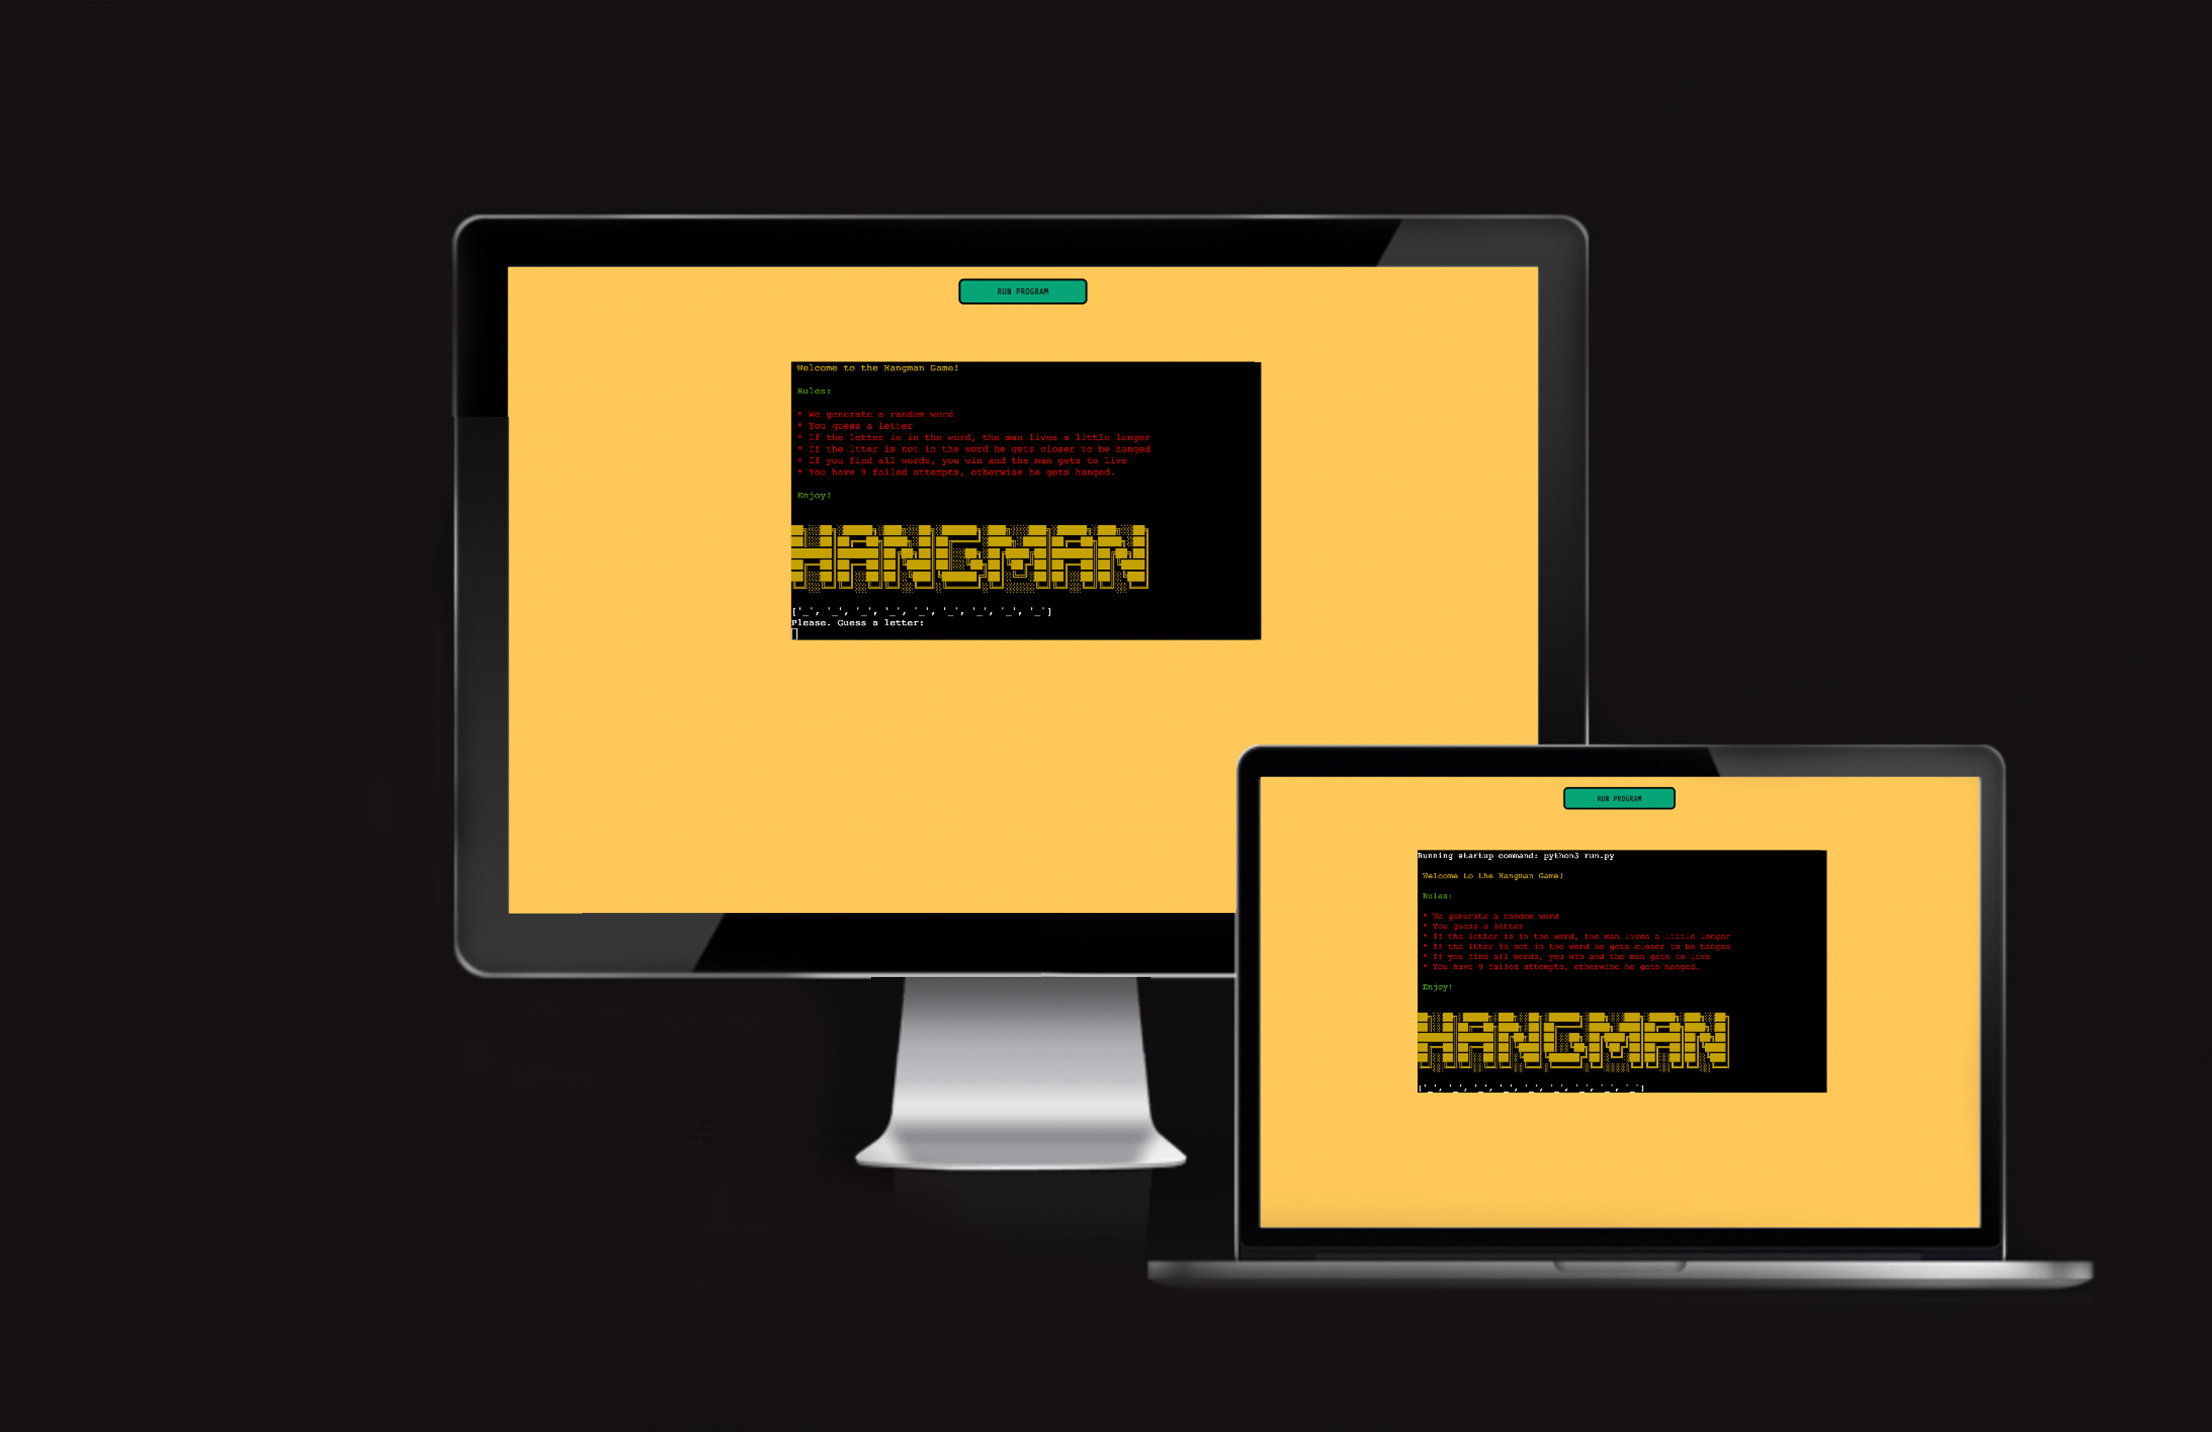 RUN PROGRAM
Welcome to the Hangman Game!
Rules:
* We generate a random word
* You guess a letter
* If the letter is in the word, the man lives a little longer
* If the ltter is not in the word he gets closer to be hanged
* If you find all words, you win and the man gets to live
* You have 9 failed attempts, otherwise he gets hanged.
Enjoy!
HANGMAN
['_', '_', '_', '_', '_', '_', '_', '_', '_']
Please. Guess a letter:
RUN PROGRAM
Running startup command: python3 run.py
Welcome to the Hangman Game!
Rules:
* We generate a random word
* You guess a letter
* If the letter is in the word, the man lives a little longer
* If the ltter is not in the word he gets closer to be hanged
* If you find all words, you win and the man gets to live
* You have 9 failed attempts, otherwise he gets hanged.
Enjoy!
HANGMAN
['_', '_', '_', '_', '_', '_', '_', '_', '_']